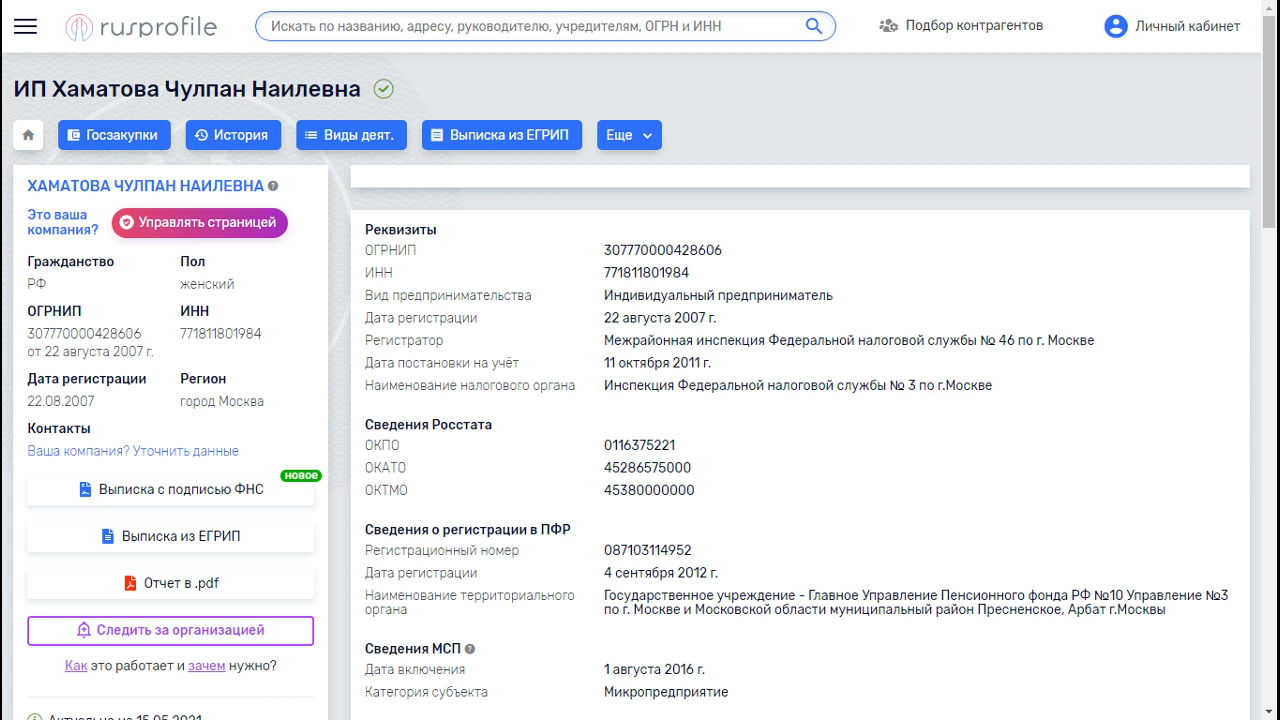 rusprofile
Искать по названию, адресу, руководителю, учредителям, ОГРН и ИНН
Подбор контрагентов
Личный кабинет
ИП Хаматова Чулпан Наилевна
Госзакупки
История
Виды деят.
Выписка из ЕГРИП
Еще
ХАМАТОВА ЧУЛПАН НАИЛЕВНА ?
Это ваша
компания?
Управлять страницей
Гражданство Пол
РФ женский
ОГРНИП ИНН
307770000428606 771811801984
от 22 августа 2007 г.
Дата регистрации Регион
22.08.2007 город Москва
Контакты
Ваша компания? Уточнить данные
новое
Выписка с подписью ФНС
Выписка из ЕГРИП
Отчет в .pdf
Следить за организацией
Как это работает и зачем нужно?
Актуально на 15.05.2021
Реквизиты
ОГРНИП 307770000428606
ИНН 771811801984
Вид предпринимательства Индивидуальный предприниматель
Дата регистрации 22 августа 2007 г.
Регистратор Межрайонная инспекция Федеральной налоговой службы № 46 по г. Москве
Дата постановки на учёт 11 октября 2011 г.
Наименование налогового органа Инспекция Федеральной налоговой службы № 3 по г.Москве
Сведения Росстата
ОКПО 0116375221
ОКАТО 45286575000
ОКТМО 45380000000
Сведения о регистрации в ПФР
Регистрационный номер 087103114952
Дата регистрации 4 сентября 2012 г.
Наименование территориального Государственное учреждение - Главное Управление Пенсионного фонда РФ №10 Управление №3
органа по г. Москве и Московской области муниципальный район Пресненское, Арбат г.Москвы
Сведения МСП ?
Дата включения 1 августа 2016 г.
Категория субъекта Микропредприятие